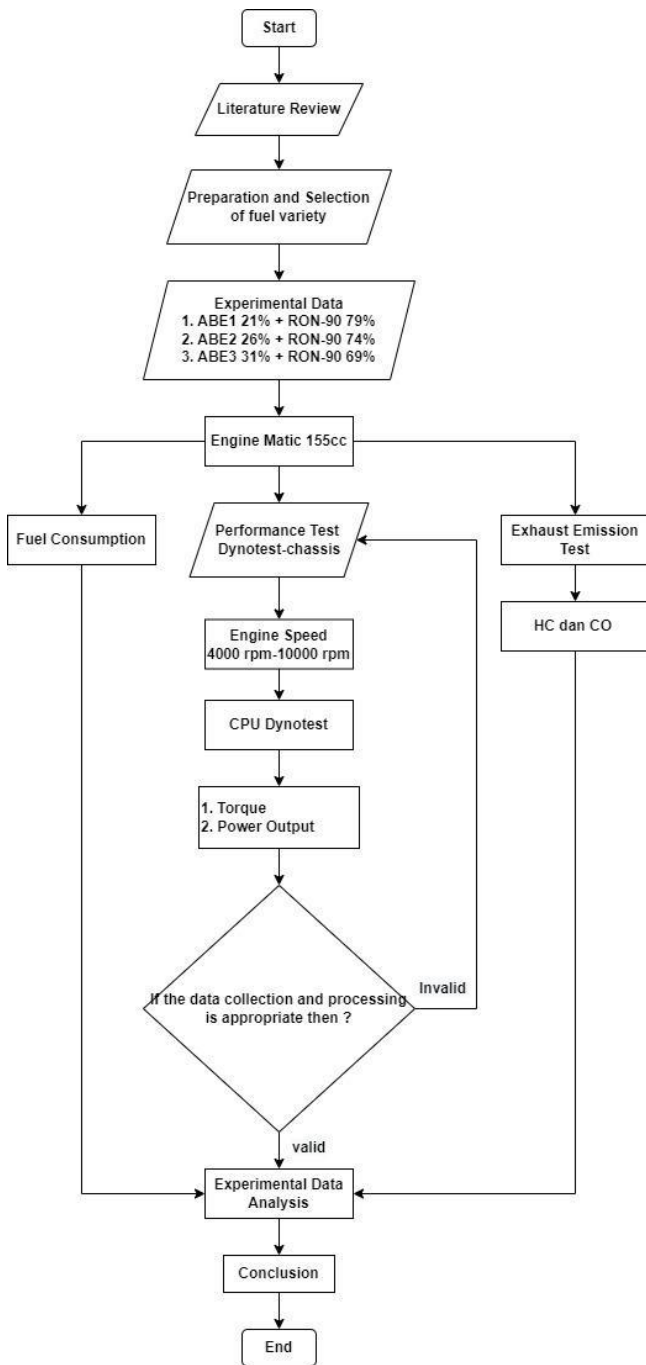 Start
Literature Review
Preparation and Selection
of fuel variety
Experimental Data
1. ABE1 21% + RON-90 79%
2. ABE2 26% + RON-90 74%
3. ABE3 31% + RON-90 69%
Engine Matic 155cc
Fuel Consumption
Performance Test
Dynotest-chassis
Exhaust Emission
Test
HC dan CO
Engine Speed
4000 rpm-10000 rpm
CPU Dynotest
1. Torque
2. Power Output
If the data collection and processing
is appropriate then ?
Invalid
valid
Experimental Data
Analysis
Conclusion
End